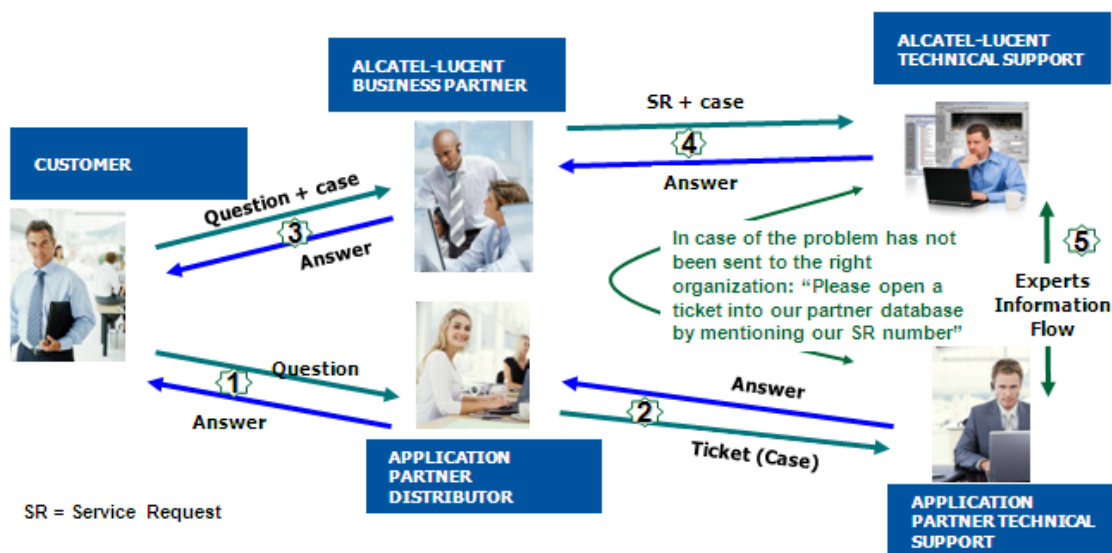 ALCATEL-LUCENT
TECHNICAL SUPPORT
ALCATEL-LUCENT
BUSINESS PARTNER
SR + case
4
Answer
CUSTOMER
Question + case
3
Answer
In case of the problem has not
been sent to the right
organization: “Please open a
ticket into our partner database
by mentioning our SR number”
5
Experts
Information
Flow
Question
1
Answer
Answer
2
Ticket (Case)
APPLICATION
PARTNER
DISTRIBUTOR
APPLICATION
PARTNER TECHNICAL
SUPPORT
SR = Service Request